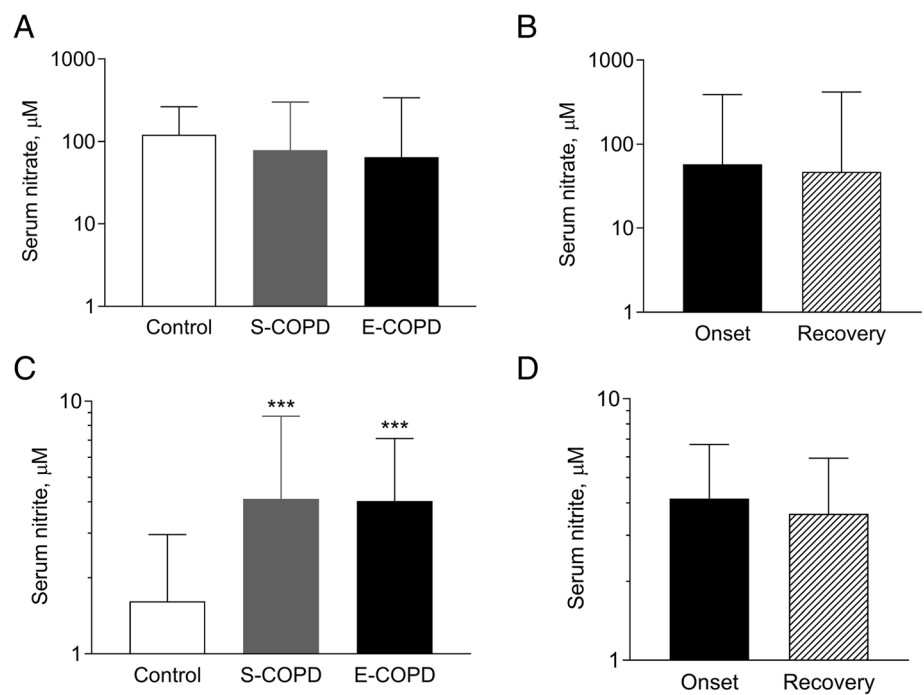 A
Serum nitrate, μM
1000
100
10
1
Control
S-COPD
E-COPD
B
Serum nitrate, μM
1000
100
10
1
Onset
Recovery
C
Serum nitrite, μM
10
1
***
***
Control
S-COPD
E-COPD
D
Serum nitrite, μM
10
1
Onset
Recovery